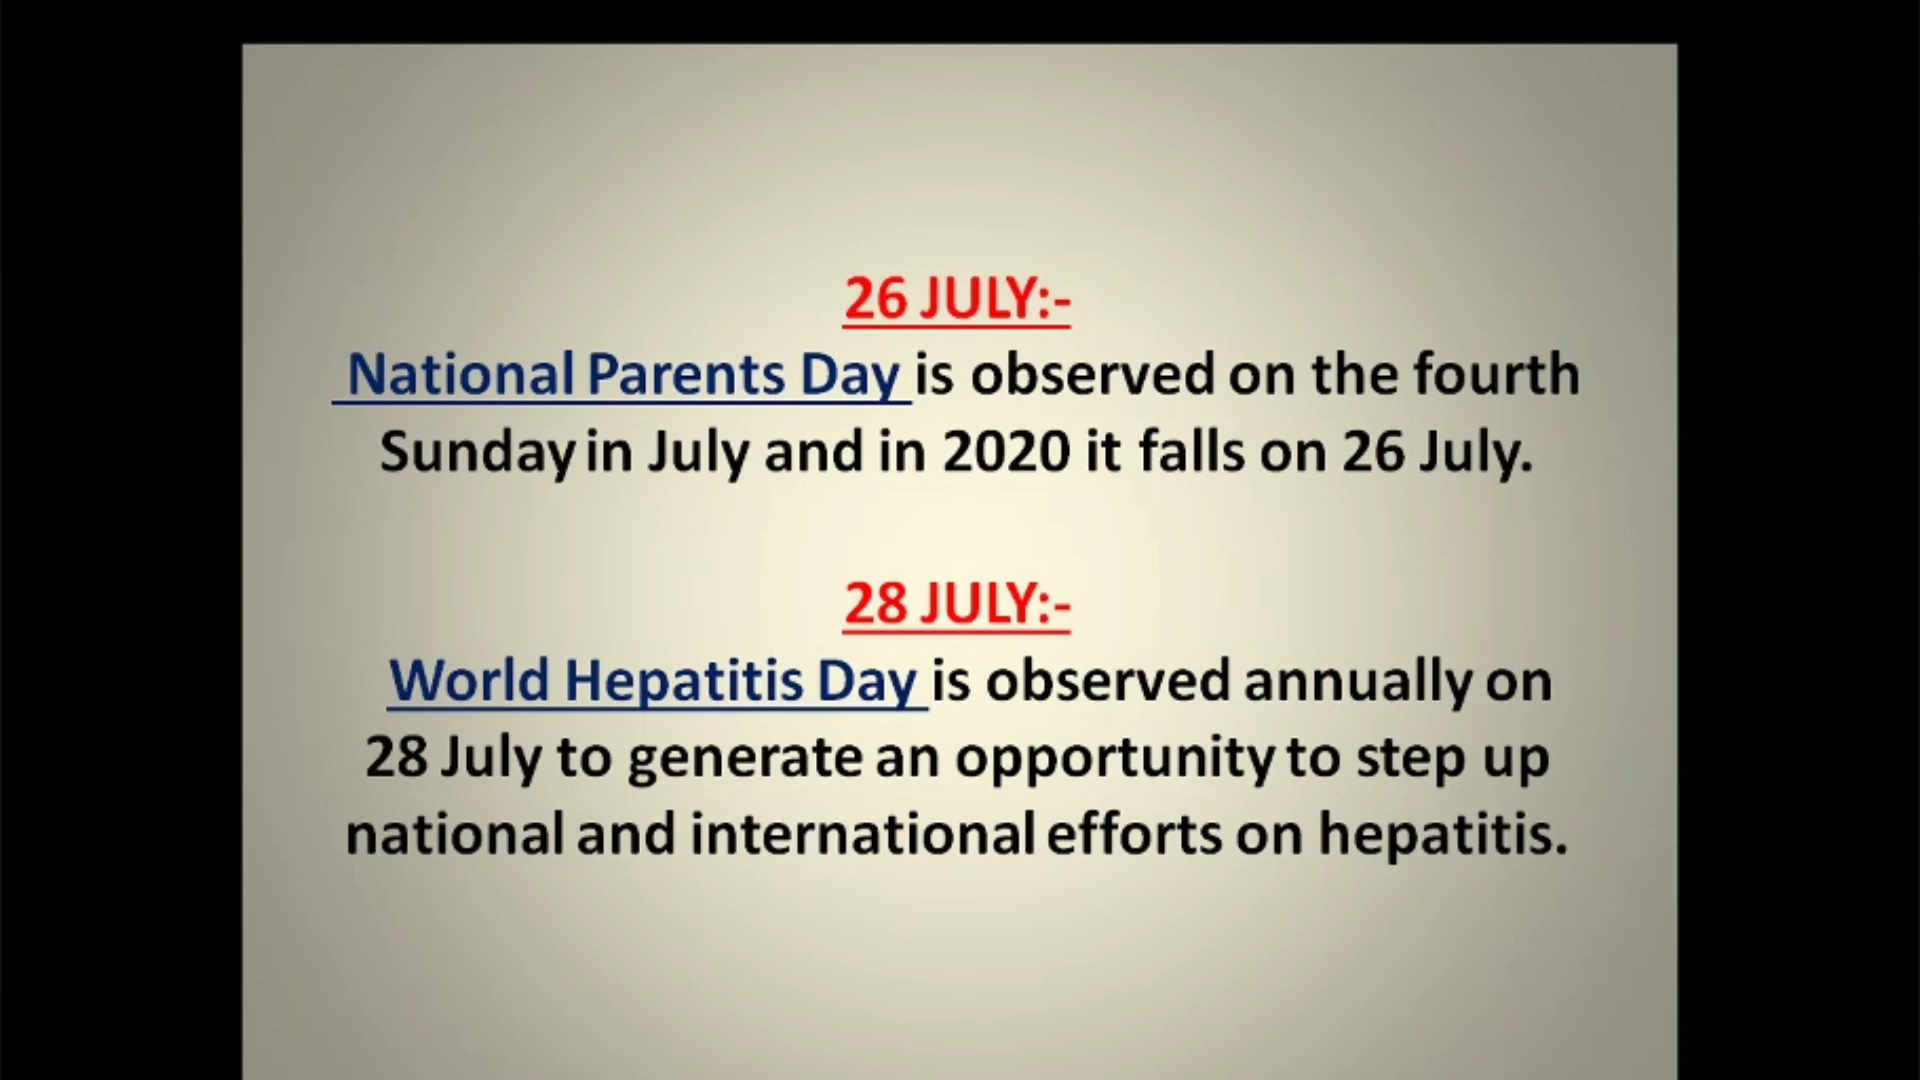 26 JULY:-
National Parents Day is observed on the fourth
Sunday in July and in 2020 it falls on 26 July.
28 JULY:-
World Hepatitis Day is observed annually on
28 July to generate an opportunity to step up
national and international efforts on hepatitis.